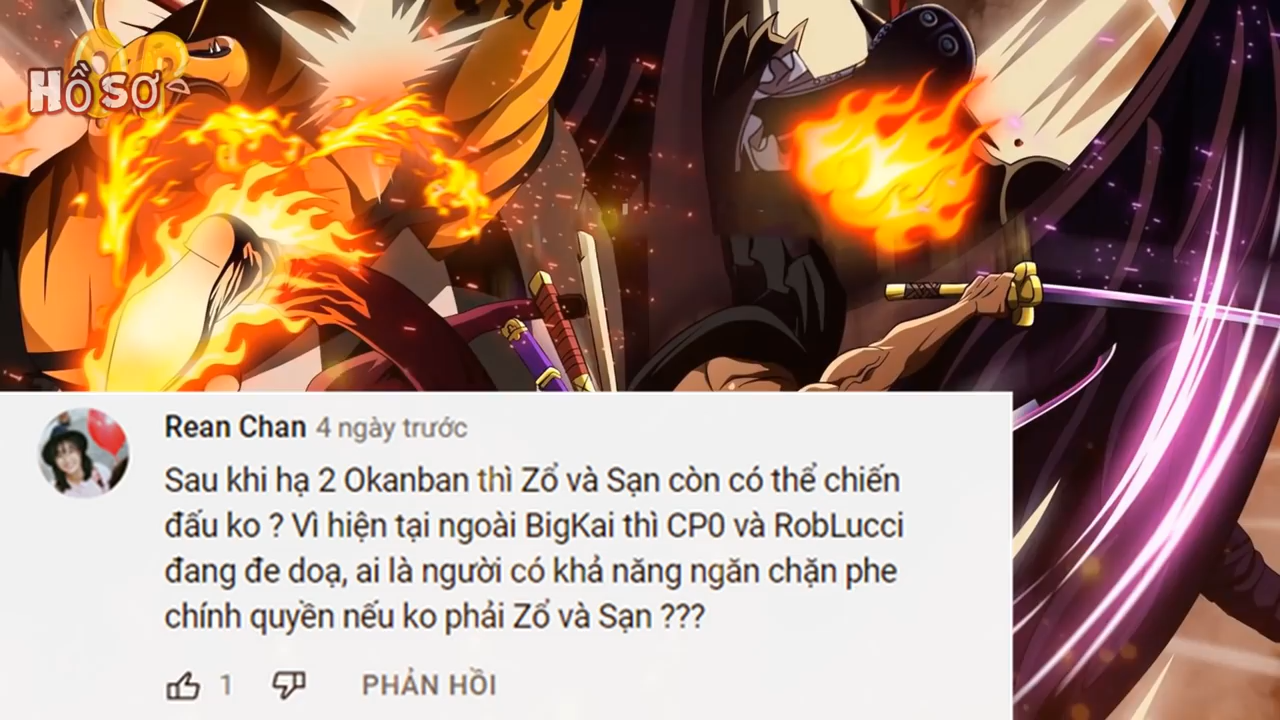 HỒ SƠ
Rean Chan 4 ngày trước
Sau khi hạ 2 Okanban thì Zổ và Sạn còn có thể chiến
đấu ko ? Vì hiện tại ngoài BigKai thì CP0 và RobLucci
đang đe doạ, ai là người có khả năng ngăn chặn phe
chính quyền nếu ko phải Zổ và Sạn ???
1 PHẢN HỒI